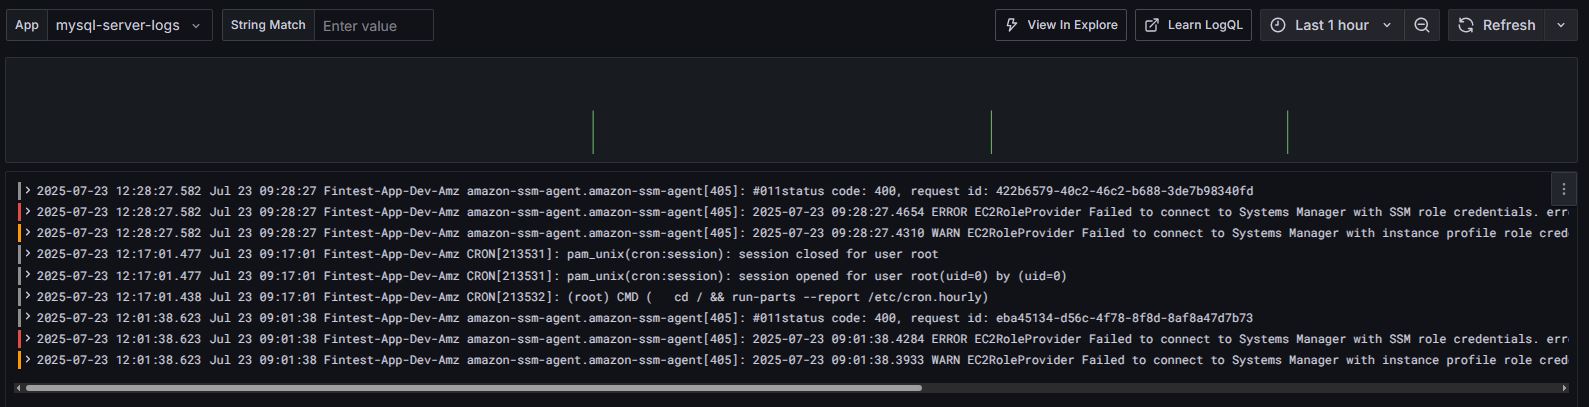 App mysql-server-logs String Match Enter value View In Explore Learn LogQL Last 1 hour Refresh
2025-07-23 12:28:27.582 Jul 23 09:28:27 Fintest-App-Dev-Amz amazon-ssm-agent.amazon-ssm-agent[405]: #011status code: 400, request id: 422b6579-40c2-46c2-b688-3de7b98340fd
2025-07-23 12:28:27.582 Jul 23 09:28:27 Fintest-App-Dev-Amz amazon-ssm-agent.amazon-ssm-agent[405]: 2025-07-23 09:28:27.4654 ERROR EC2RoleProvider Failed to connect to Systems Manager with SSM role credentials. erro
2025-07-23 12:28:27.582 Jul 23 09:28:27 Fintest-App-Dev-Amz amazon-ssm-agent.amazon-ssm-agent[405]: 2025-07-23 09:28:27.4310 WARN EC2RoleProvider Failed to connect to Systems Manager with instance profile role cred
2025-07-23 12:17:01.477 Jul 23 09:17:01 Fintest-App-Dev-Amz CRON[213531]: pam_unix(cron:session): session closed for user root
2025-07-23 12:17:01.477 Jul 23 09:17:01 Fintest-App-Dev-Amz CRON[213531]: pam_unix(cron:session): session opened for user root(uid=0) by (uid=0)
2025-07-23 12:17:01.438 Jul 23 09:17:01 Fintest-App-Dev-Amz CRON[213532]: (root) CMD (   cd / && run-parts --report /etc/cron.hourly)
2025-07-23 12:01:38.623 Jul 23 09:01:38 Fintest-App-Dev-Amz amazon-ssm-agent.amazon-ssm-agent[405]: #011status code: 400, request id: eba45134-d56c-4f78-8f8d-8af8a47d7b73
2025-07-23 12:01:38.623 Jul 23 09:01:38 Fintest-App-Dev-Amz amazon-ssm-agent.amazon-ssm-agent[405]: 2025-07-23 09:01:38.4284 ERROR EC2RoleProvider Failed to connect to Systems Manager with SSM role credentials. erro
2025-07-23 12:01:38.623 Jul 23 09:01:38 Fintest-App-Dev-Amz amazon-ssm-agent.amazon-ssm-agent[405]: 2025-07-23 09:01:38.3933 WARN EC2RoleProvider Failed to connect to Systems Manager with instance profile role cred